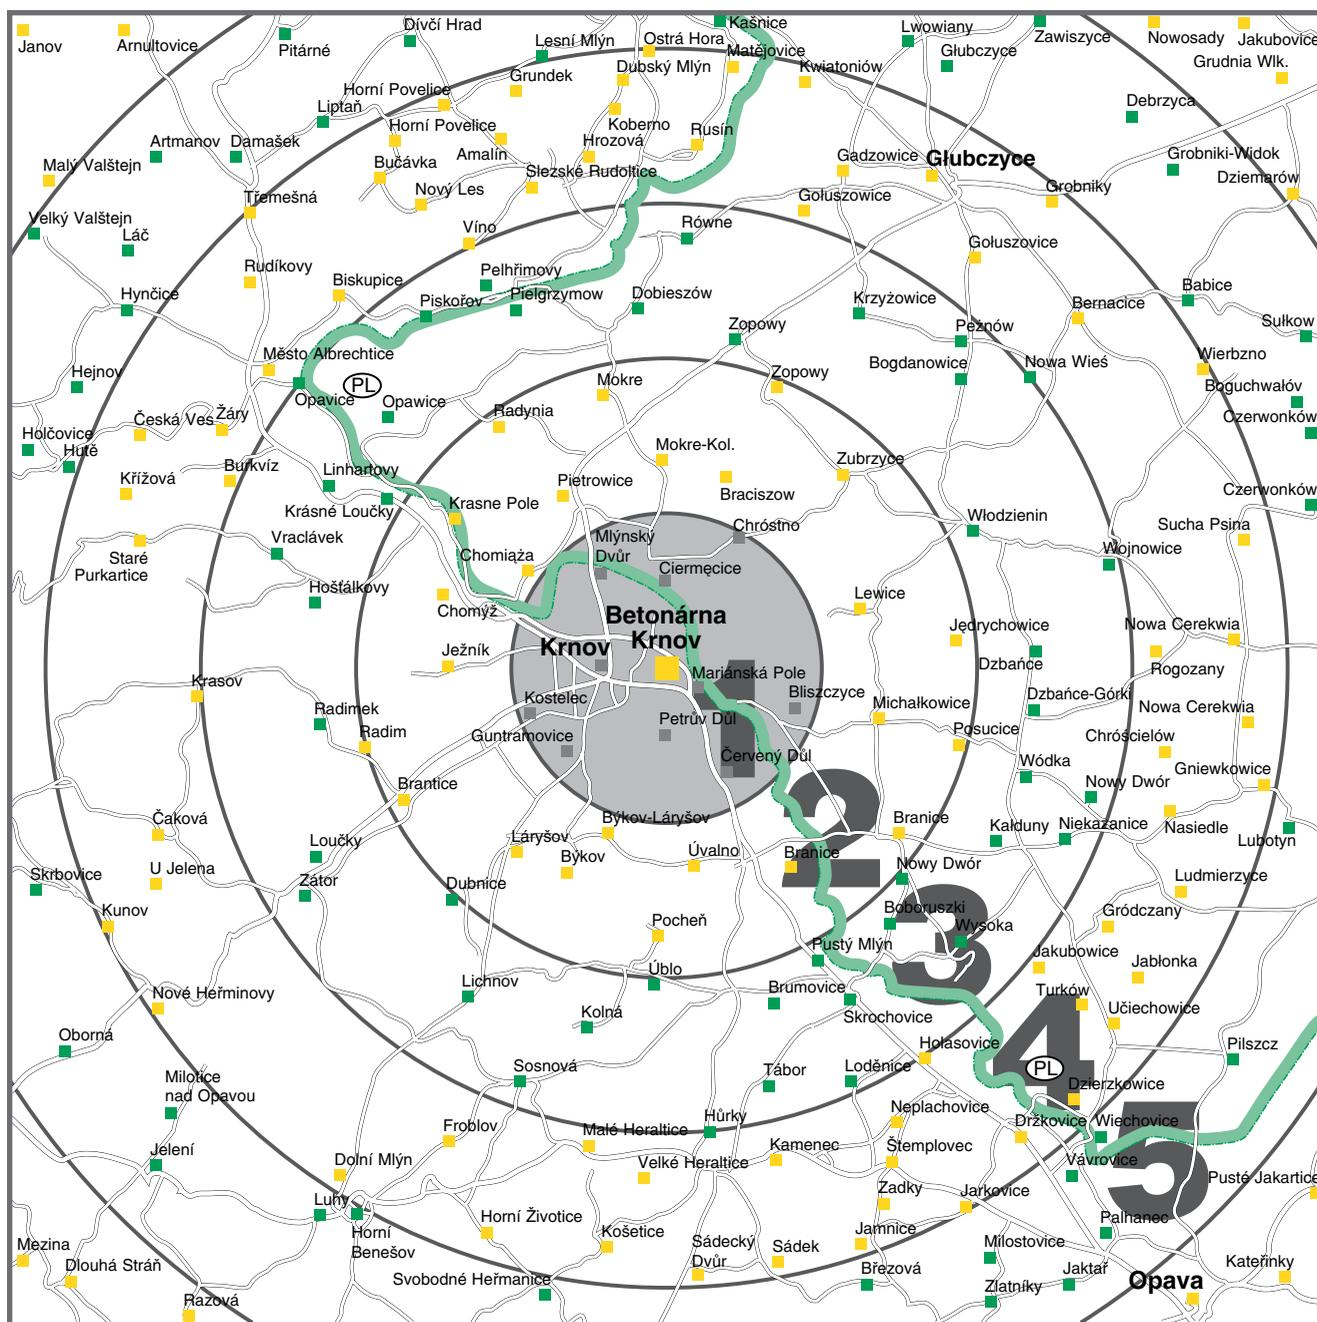 Kašnice
Dívčí Hrad
Lwowiany
Zawiszyce
Nowosady
Jakubovice
Janov
Arnultovice
Pitárné
Lesní Mlýn
Ostrá Hora
Matějovice
Głubczyce
Grudnia Wlk.
Grundek
Dubský Mlýn
Kwiatoniów
Horní Povelice
Liptaň
Debrzyca
Horní Povelice
Koberno
Rusín
Artmanov
Damašek
Amalín
Hrozová
Gadzowice
Głubczyce
Grobniki-Widok
Malý Valštejn
Bučávka
Slezské Rudoltice
Dziemarów
Nový Les
Třemešná
Gołuszowice
Grobniky
Velký Valštejn
Láč
Víno
Równe
Gołuszovice
Rudíkovy
Biskupice
Pelhřimovy
Hynčice
Piskořov
Pielgrzymow
Dobieszów
Krzyżowice
Bernacice
Babice
Zopowy
Peżnów
Sułkow
Město Albrechtice
Bogdanowice
Nowa Wieś
Wierbzno
Hejnov
PL
Mokre
Zopowy
Boguchwałóv
Opavice
Opawice
Radynia
Czerwonków
Česká Ves
Žáry
Holčovice
Hutě
Mokre-Kol.
Zubrzyce
Burkvíz
Linhartovy
Křížová
Pietrowice
Braciszow
Czerwonków
Krásné Loučky
Krasne Pole
Chróstno
Włodzienin
Sucha Psina
Vraclávek
Mlýnský
Dvůr
Wojnowice
Staré
Purkartice
Chomiąża
Ciermęcice
Hošťálkovy
Chomýž
Lewice
Betonárna
Krnov
Jędrychowice
Nowa Cerekwia
Krnov
Ježník
Dzbańce
Rogozany
Krasov
Mariánská Pole
1
Kostelec
Bliszczyce
Dzbańce-Górki
Radimek
Radim
Petrův Důl
Michałkowice
Nowa Cerekwia
Guntramovice
Posucice
Chróścielów
Červený Důl
Wódka
Gniewkowice
Brantice
2
Nowy Dwór
Čaková
Býkov-Láryšov
Branice
Kałduny
Niekazanice
Nasiedle
Loučky
Láryšov
Úvalno
Branice
Lubotyn
Býkov
Nowy Dwór
Skrbovice
U Jelena
Zátor
Dubnice
3
Ludmierzyce
Kunov
Pocheň
Boboruszki
Wysoka
Gródczany
Pustý Mlýn
Jakubowice
Jabłonka
Lichnov
Úblo
Brumovice
Turków
4
Nové Heřminovy
Kolná
Skrochovice
Učiechowice
Oborná
Holasovice
Pilszcz
Sosnová
Tábor
Loděnice
PL
Milotice
nad Opavou
Dzierzkowice
5
Froblov
Malé Heraltice
Hůrky
Neplachovice
Držkovice
Wiechovice
Jelení
Kamenec
Štemplovec
Vávrovice
Dolní Mlýn
Velké Heraltice
Pusté Jakartice
Luhy
Zadky
Jarkovice
Horní
Benešov
Horní Životice
Palhanec
Mezina
Košetice
Sádecký
Dvůr
Sádek
Jamnice
Milostovice
Dlouhá Stráň
Svobodné Heřmanice
Březová
Jaktař
Kateřinky
Razová
Zlatníky
Opava